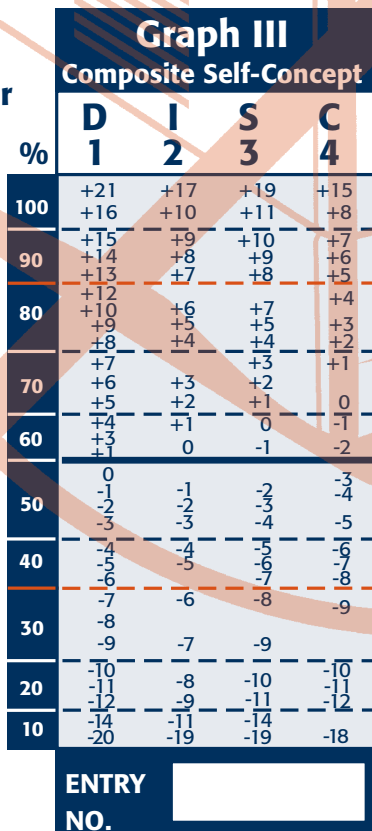 Graph III
Composite Self-Concept
r
D I S C
% 1 2 3 4
+21 +17 +19 +15
100
+16 +10 +11 +8
+15 +9 +10 +7
90 +14 +8 +9 +6
+13 +7 +8 +5
+12 +4
80 +10 +6 +7
+9 +5 +5 +3
+8 +4 +4 +2
+7 +3 +1
70 +6 +3 +2
+5 +2 +1 0
+4 +1 0 -1
60 +3
+1 0 -1 -2
0 -3
-1 -1 -2 -4
50 -2 -2 -3
-3 -3 -4 -5
-4 -4 -5 -6
40 -5 -5 -6 -7
-6 -7 -8
-7 -6 -8 -9
30 -8
-9 -7 -9
-10 -10
20 -11 -8 -10 -11
-12 -9 -11 -12
10 -14 -11 -14
-20 -19 -19 -18
ENTRY
NO.